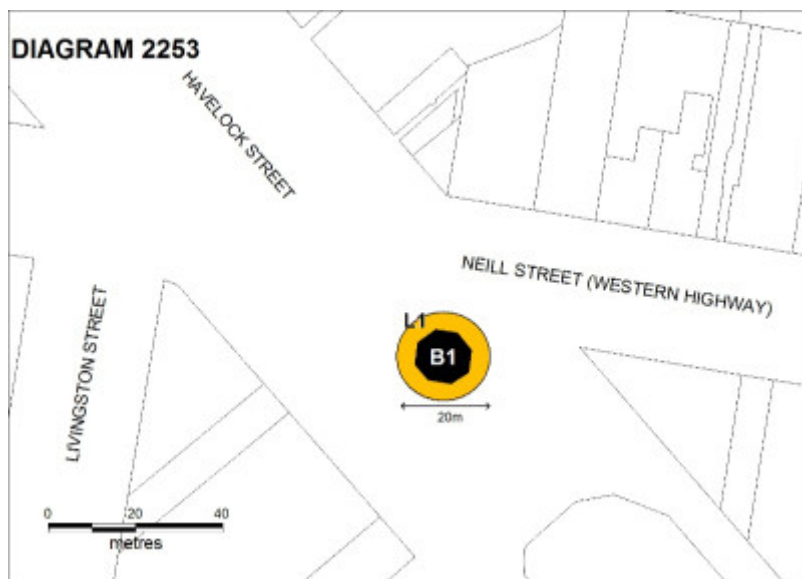 DIAGRAM 2253
HAVELOCK STREET
NEILL STREET (WESTERN HIGHWAY)
LIVINGSTON STREET
L1
B1
20m
0 20 40
metres